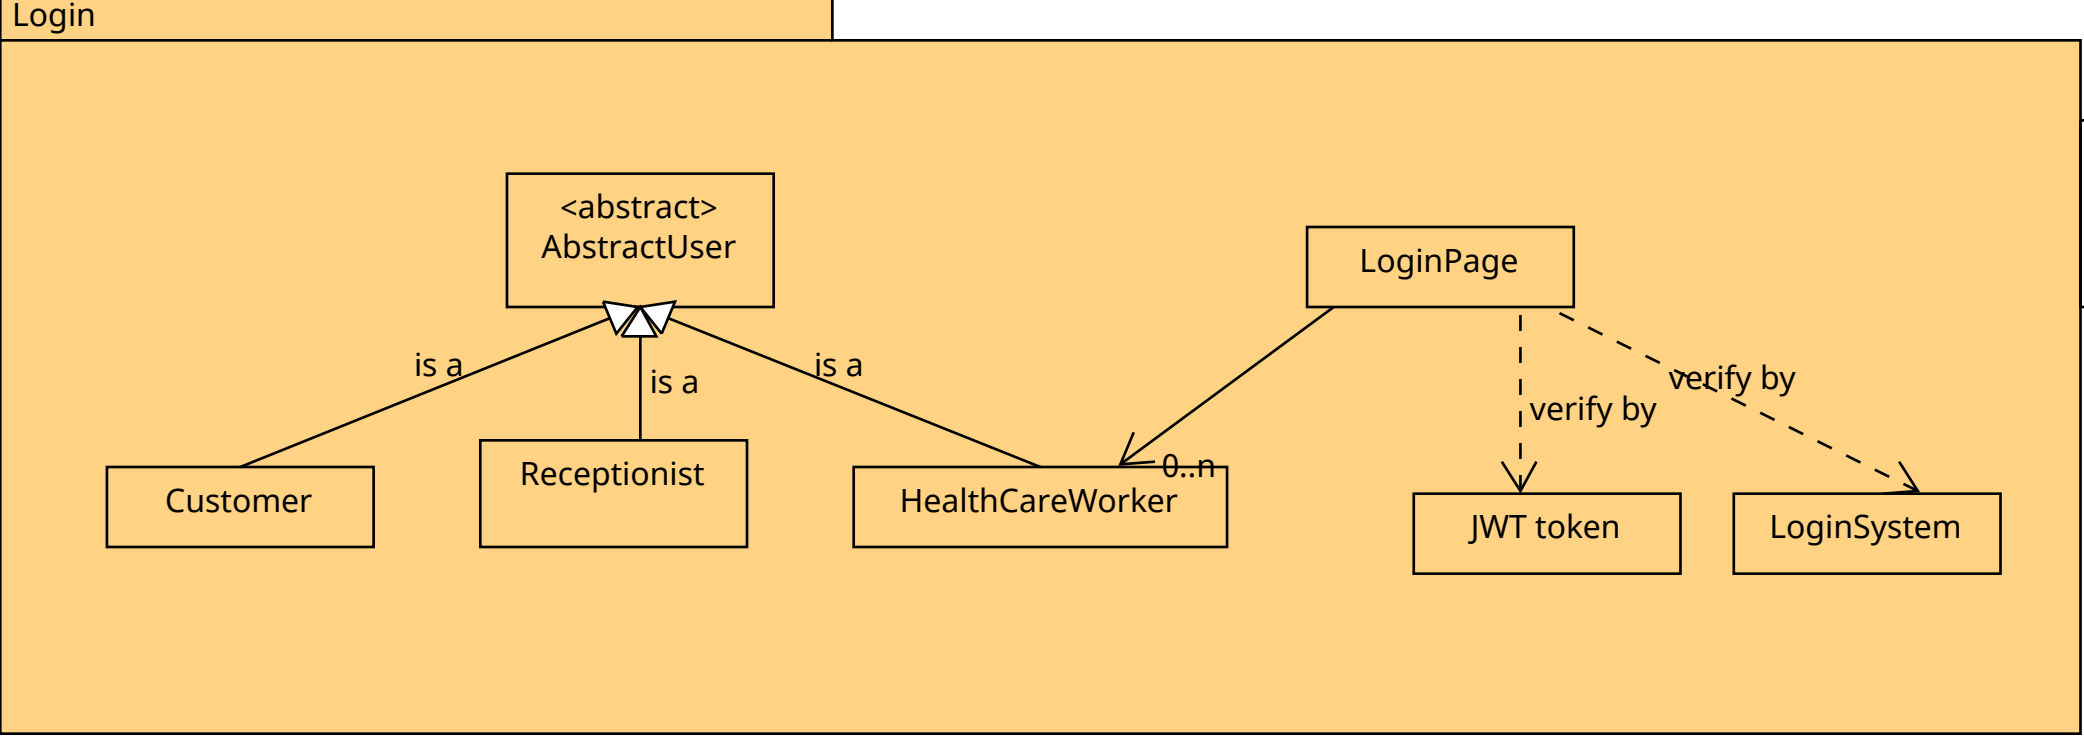 Login
<abstract>
AbstractUser
LoginPage
is a
is a
is a
verify by
verify by
0..n
Customer
Receptionist
HealthCareWorker
JWT token
LoginSystem